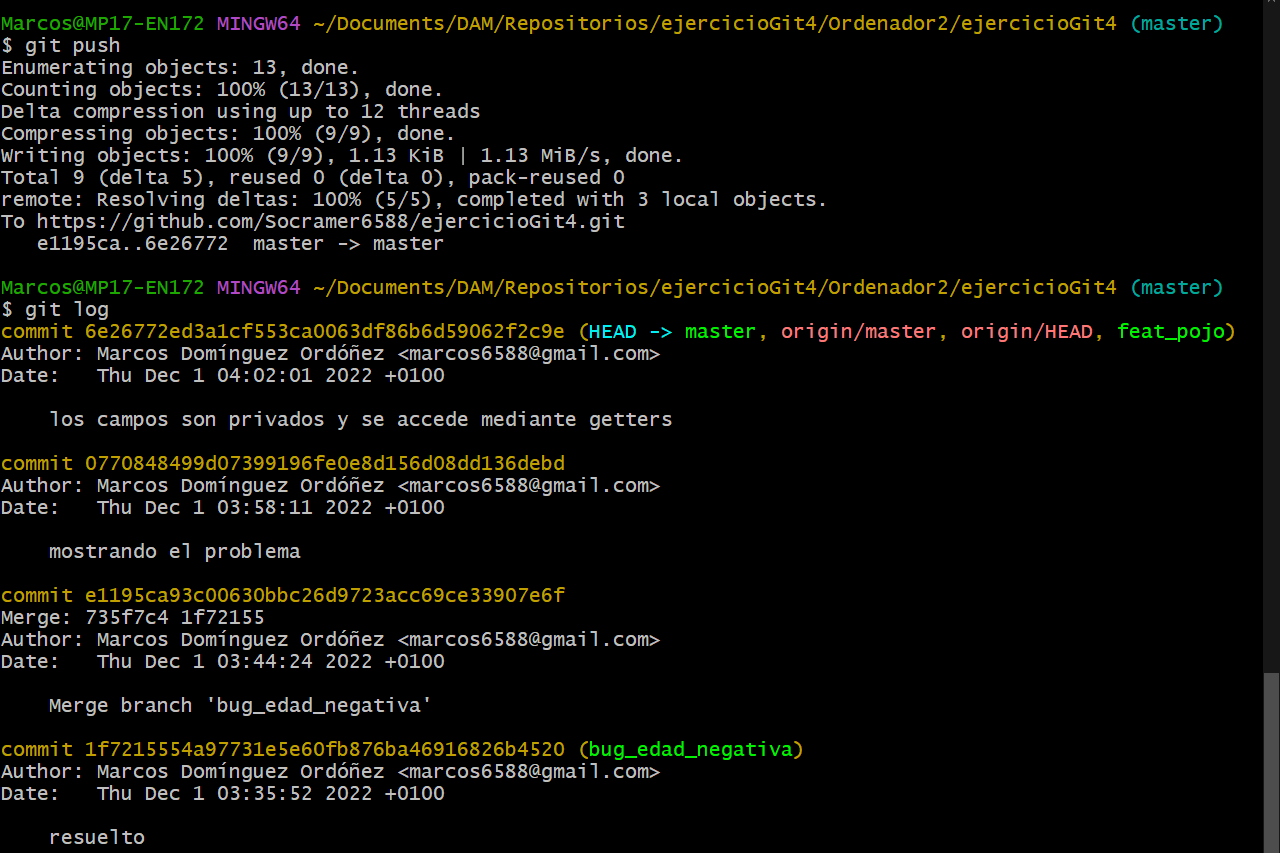 Marcos@MP17-EN172 MINGW64 ~/Documents/DAM/Repositorios/ejercicioGit4/Ordenador2/ejercicioGit4 (master)
$ git push
Enumerating objects: 13, done.
Counting objects: 100% (13/13), done.
Delta compression using up to 12 threads
Compressing objects: 100% (9/9), done.
Writing objects: 100% (9/9), 1.13 KiB | 1.13 MiB/s, done.
Total 9 (delta 5), reused 0 (delta 0), pack-reused 0
remote: Resolving deltas: 100% (5/5), completed with 3 local objects.
To https://github.com/Socramer6588/ejercicioGit4.git
   e1195ca..6e26772  master -> master

Marcos@MP17-EN172 MINGW64 ~/Documents/DAM/Repositorios/ejercicioGit4/Ordenador2/ejercicioGit4 (master)
$ git log
commit 6e26772ed3a1cf553ca0063df86b6d59062f2c9e (HEAD -> master, origin/master, origin/HEAD, feat_pojo)
Author: Marcos Domínguez Ordóñez <marcos6588@gmail.com>
Date:   Thu Dec 1 04:02:01 2022 +0100

    los campos son privados y se accede mediante getters

commit 0770848499d07399196fe0e8d156d08dd136debd
Author: Marcos Domínguez Ordóñez <marcos6588@gmail.com>
Date:   Thu Dec 1 03:58:11 2022 +0100

    mostrando el problema

commit e1195ca93c00630bbc26d9723acc69ce33907e6f
Merge: 735f7c4 1f72155
Author: Marcos Domínguez Ordóñez <marcos6588@gmail.com>
Date:   Thu Dec 1 03:44:24 2022 +0100

    Merge branch 'bug_edad_negativa'

commit 1f7215554a97731e5e60fb876ba46916826b4520 (bug_edad_negativa)
Author: Marcos Domínguez Ordóñez <marcos6588@gmail.com>
Date:   Thu Dec 1 03:35:52 2022 +0100

    resuelto